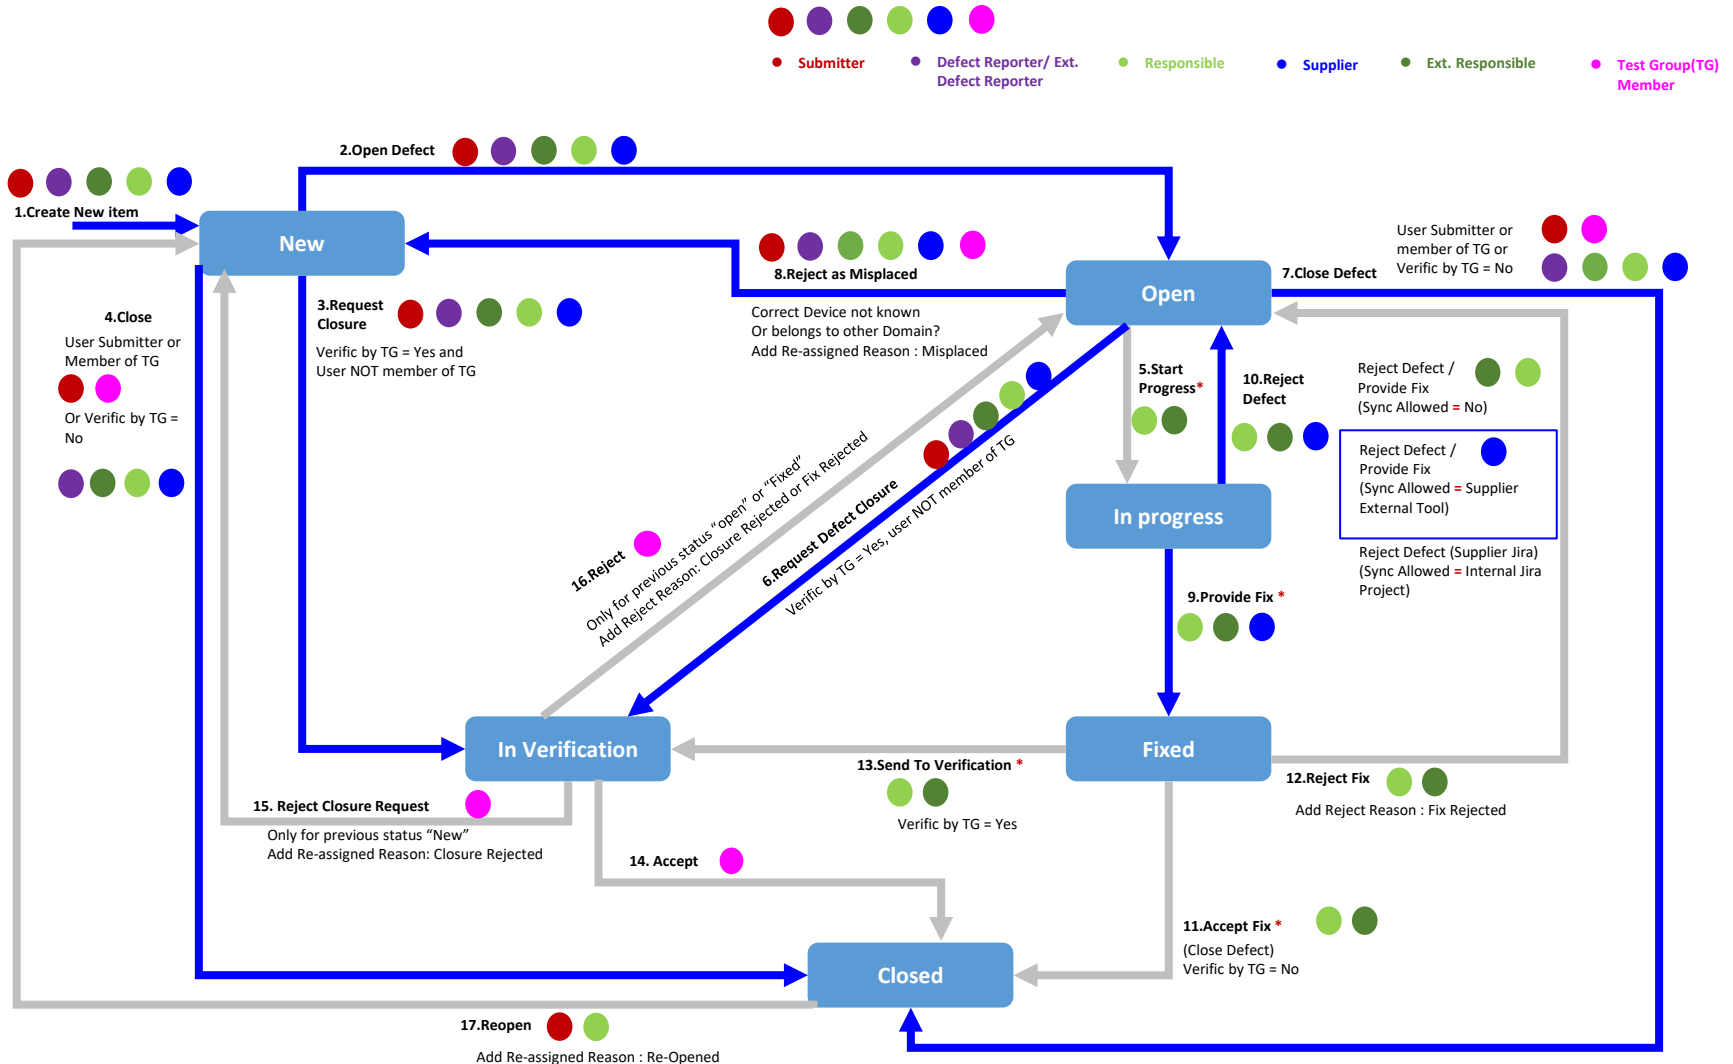 Submitter
Defect Reporter/ Ext.
Defect Reporter
Responsible
Supplier
Ext. Responsible
Test Group(TG)
Member
2.Open Defect
1.Create New item
New
8.Reject as Misplaced
Correct Device not known
Or belongs to other Domain?
Add Re-assigned Reason : Misplaced
Open
User Submitter or
member of TG or
Verific by TG = No
7.Close Defect
4.Close
User Submitter or
Member of TG
Or Verific by TG =
No
3.Request
Closure
Verific by TG = Yes and
User NOT member of TG
5.Start
Progress*
10.Reject
Defect
Reject Defect /
Provide Fix
(Sync Allowed = No)
Reject Defect /
Provide Fix
(Sync Allowed = Supplier
External Tool)
Reject Defect (Supplier Jira)
(Sync Allowed = Internal Jira
Project)
In progress
16.Reject
Only for previous status “open” or “Fixed”
Add Reject Reason: Closure Rejected or Fix Rejected
6.Request Defect Closure
Verific by TG = Yes, user NOT member of TG
9.Provide Fix *
In Verification
Fixed
13.Send To Verification *
Verific by TG = Yes
12.Reject Fix
Add Reject Reason : Fix Rejected
15. Reject Closure Request
Only for previous status “New”
Add Re-assigned Reason: Closure Rejected
14. Accept
11.Accept Fix *
(Close Defect)
Verific by TG = No
Closed
17.Reopen
Add Re-assigned Reason : Re-Opened